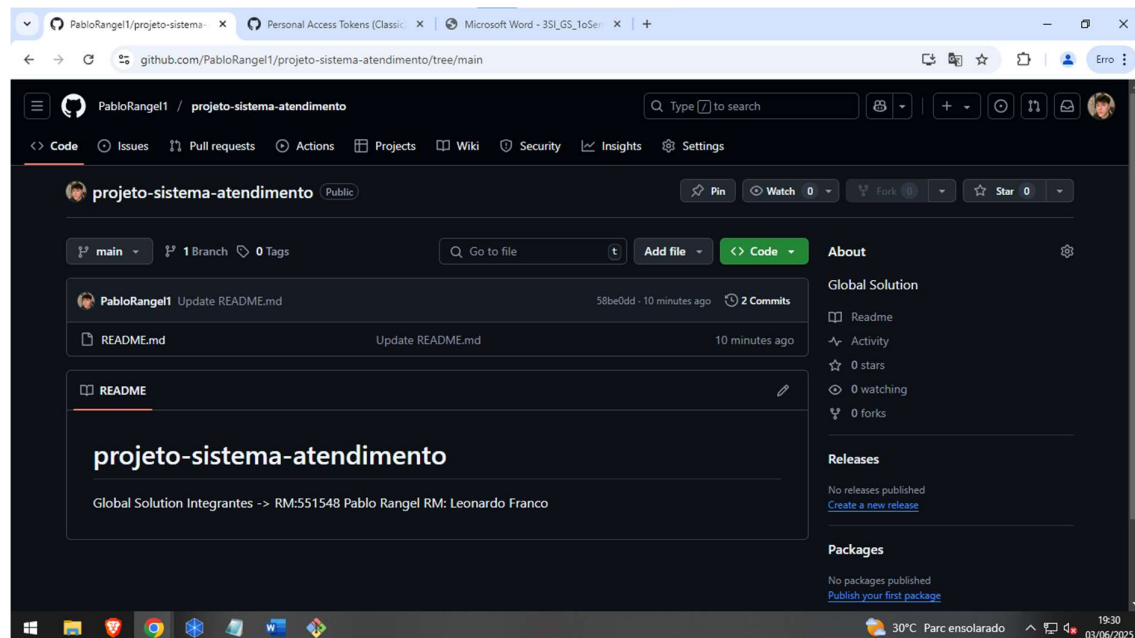 PabloRangel1/projeto-sistema-
Personal Access Tokens (Classic
Microsoft Word - 3SI_GS_1oSem
github.com/PabloRangel1/projeto-sistema-atendimento/tree/main
Erro
PabloRangel1 / projeto-sistema-atendimento
Type / to search
Code Issues Pull requests Actions Projects Wiki Security Insights Settings
projeto-sistema-atendimento Public
Pin Watch 0 Fork 0 Star 0
main 1 Branch 0 Tags
Go to file t
Add file
Code
PabloRangel1 Update README.md 58be0dd · 10 minutes ago 2 Commits
README.md Update README.md 10 minutes ago
README
projeto-sistema-atendimento
Global Solution Integrantes -> RM:551548 Pablo Rangel RM: Leonardo Franco
About
Global Solution
Readme
Activity
0 stars
0 watching
0 forks
Releases
No releases published
Create a new release
Packages
No packages published
Publish your first package
30°C Parc ensolarado
19:30